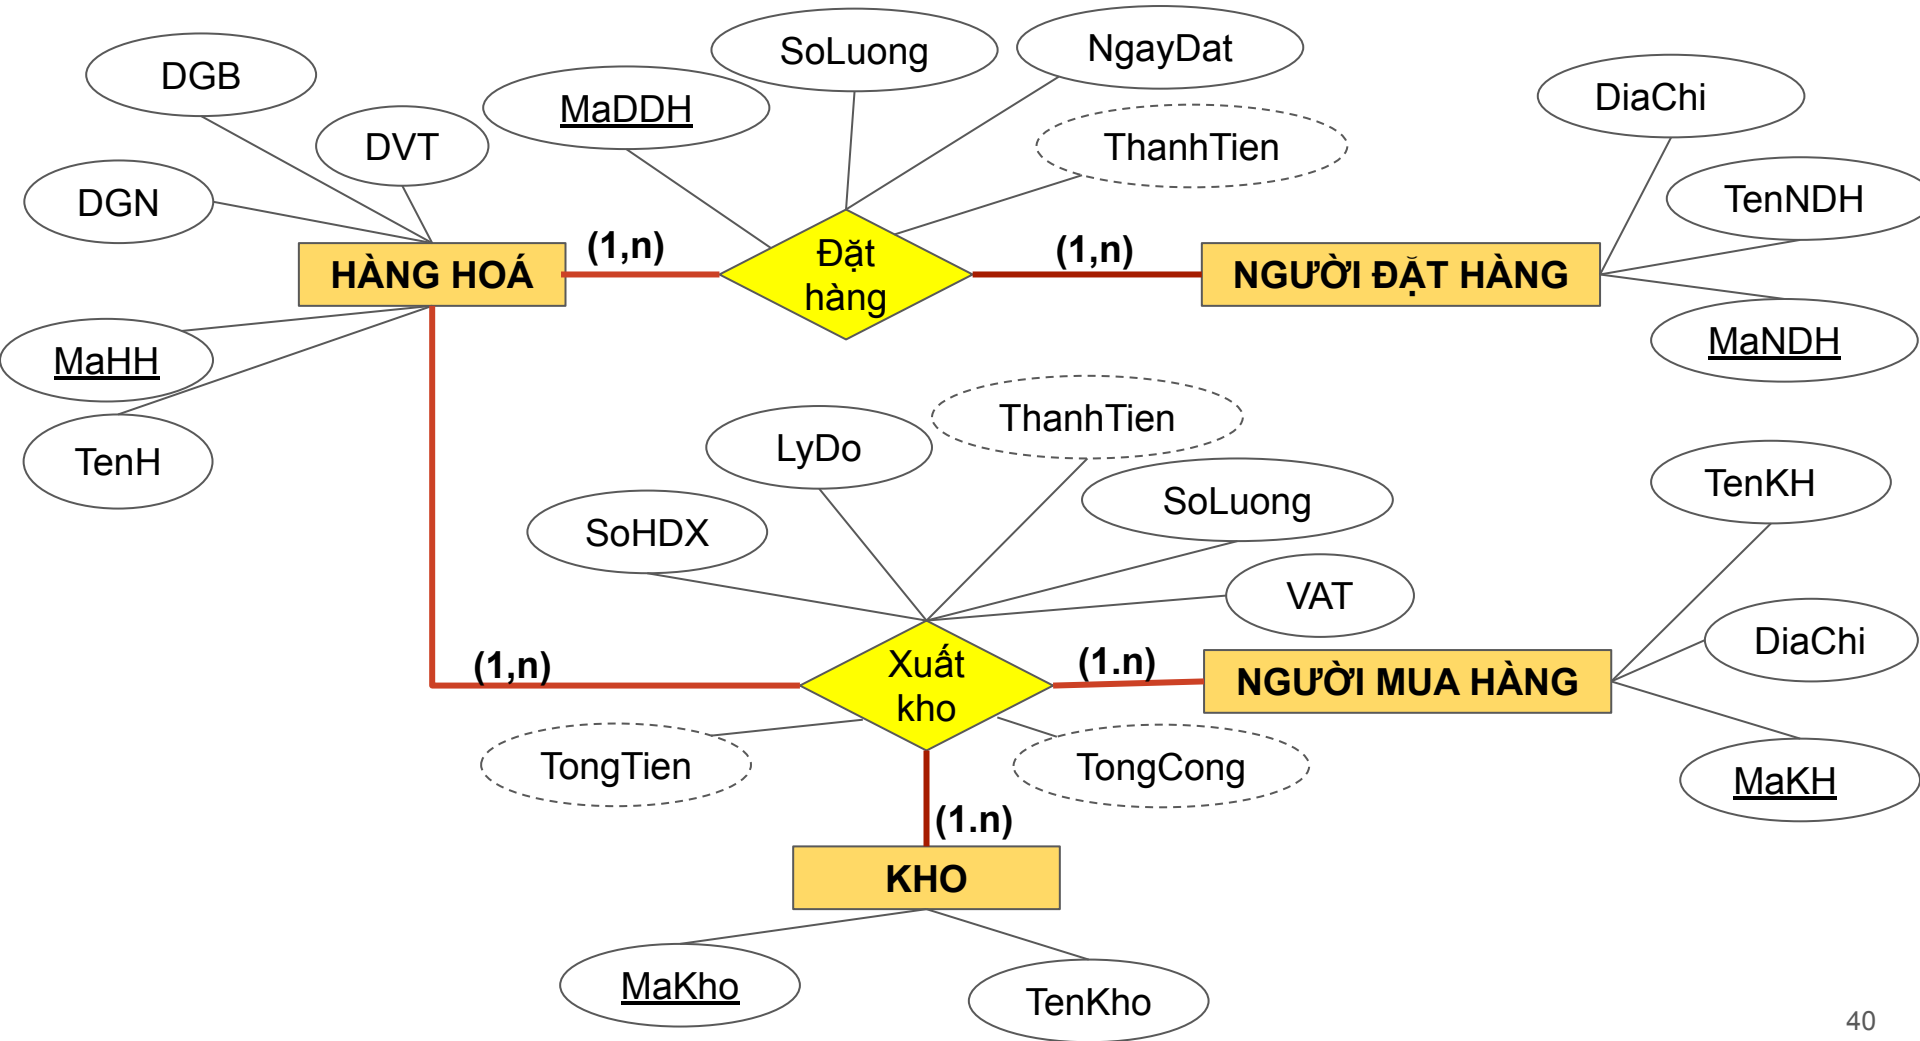 SoLuong
NgayDat
DGB
MaDDH
DiaChi
DVT
ThanhTien
DGN
TenNDH
(1,n)
(1,n)
Đặt
hàng
HÀNG HOÁ
NGƯỜI ĐẶT HÀNG
MaHH
MaNDH
ThanhTien
LyDo
TenH
TenKH
SoLuong
SoHDX
VAT
DiaChi
(1,n)
Xuất
kho
(1.n)
NGƯỜI MUA HÀNG
TongTien
TongCong
MaKH
(1.n)
KHO
MaKho
TenKho
40